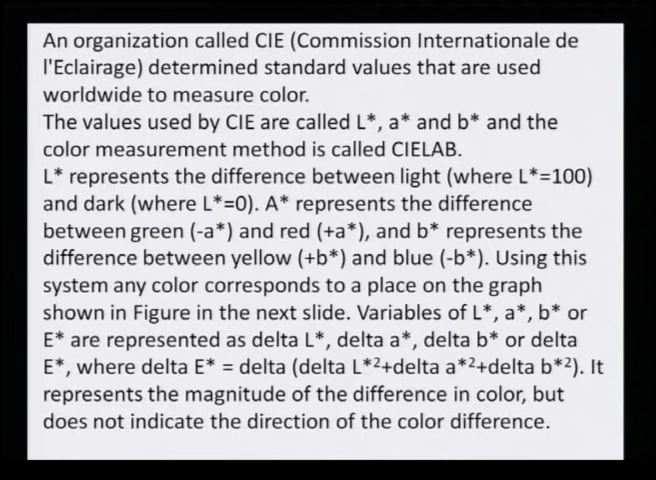 An organization called CIE (Commission Internationale de
l'Eclairage) determined standard values that are used
worldwide to measure color.
The values used by CIE are called L*, a* and b* and the
color measurement method is called CIELAB.
L* represents the difference between light (where L*=100)
and dark (where L*=0). A* represents the difference
between green (-a*) and red (+a*), and b* represents the
difference between yellow (+b*) and blue (-b*). Using this
system any color corresponds to a place on the graph
shown in Figure in the next slide. Variables of L*, a*, b* or
E* are represented as delta L*, delta a*, delta b* or delta
E*, where delta E* = delta (delta L*²+delta a*²+delta b*²). It
represents the magnitude of the difference in color, but
does not indicate the direction of the color difference.